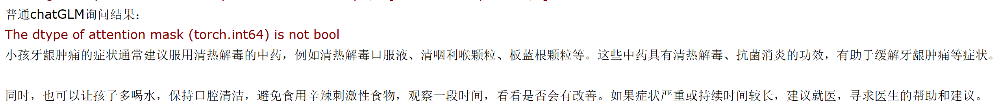 普通chatGLM询问结果：
The dtype of attention mask (torch.int64) is not bool
小孩牙龈肿痛的症状通常建议服用清热解毒的中药，例如清热解毒口服液、清咽利喉颗粒、板蓝根颗粒等。这些中药具有清热解毒、抗菌消炎的功效，有助于缓解牙龈肿痛等症状。
同时，也可以让孩子多喝水，保持口腔清洁，避免食用辛辣刺激性食物，观察一段时间，看看是否会有改善。如果症状严重或持续时间较长，建议就医，寻求医生的帮助和建议。